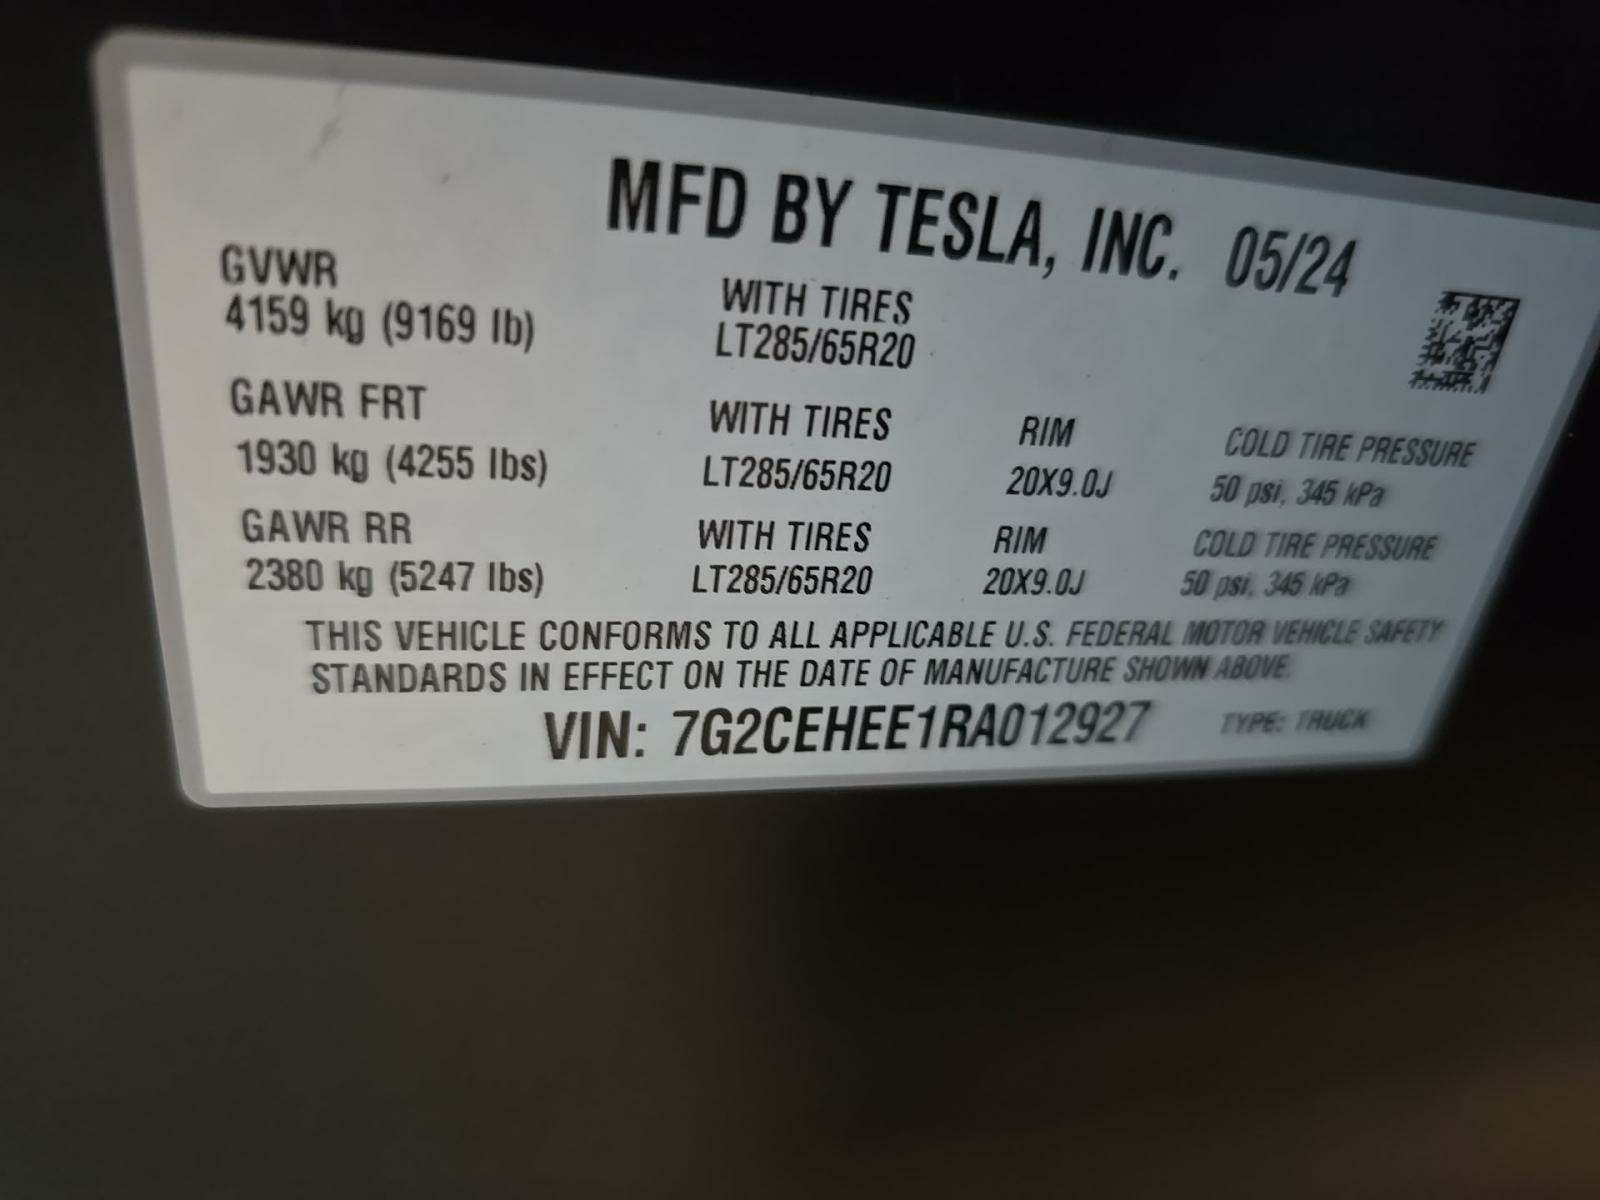 MFD BY TESLA, INC. 05/24
GVWR
4159 kg (9169 lb)
WITH TIRES
LT285/65R20
GAWR FRT
1930 kg (4255 lbs)
WITH TIRES
LT285/65R20
RIM
20X9.0J
COLD TIRE PRESSURE
50 psi, 345 kPa
GAWR RR
2380 kg (5247 lbs)
WITH TIRES
LT285/65R20
RIM
20X9.0J
COLD TIRE PRESSURE
50 psi, 345 kPa
THIS VEHICLE CONFORMS TO ALL APPLICABLE U.S. FEDERAL MOTOR VEHICLE SAFETY
STANDARDS IN EFFECT ON THE DATE OF MANUFACTURE SHOWN ABOVE.
VIN: 7G2CEHEE1RA012927 TYPE: TRUCK